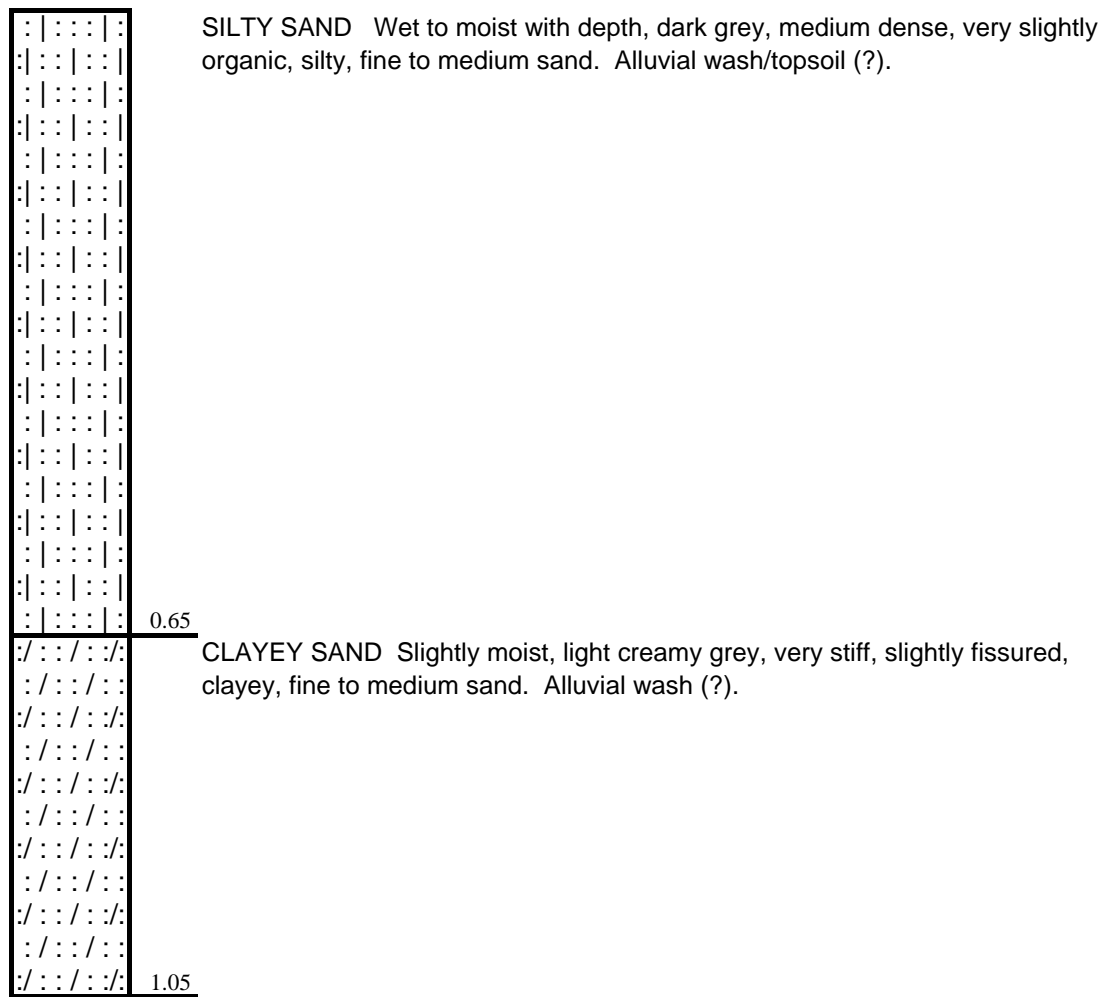 SILTY SAND Wet to moist with depth, dark grey, medium dense, very slightly
organic, silty, fine to medium sand. Alluvial wash/topsoil (?).
0.65
CLAYEY SAND Slightly moist, light creamy grey, very stiff, slightly fissured,
clayey, fine to medium sand. Alluvial wash (?).
1.05